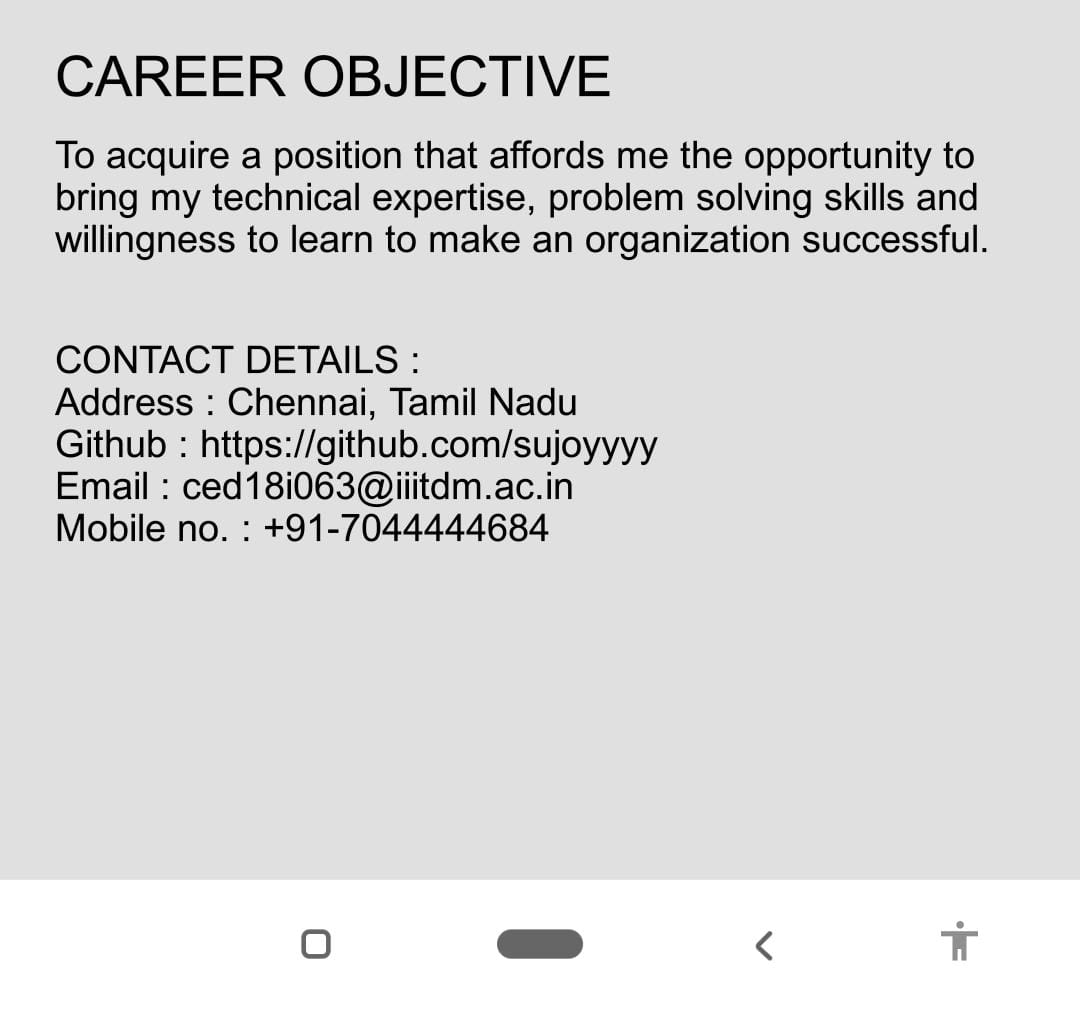 CAREER OBJECTIVE
To acquire a position that affords me the opportunity to
bring my technical expertise, problem solving skills and
willingness to learn to make an organization successful.
CONTACT DETAILS :
Address : Chennai, Tamil Nadu
Github : https://github.com/sujoyyyy
Email : ced18i063@iiitdm.ac.in
Mobile no. : +91-7044444684